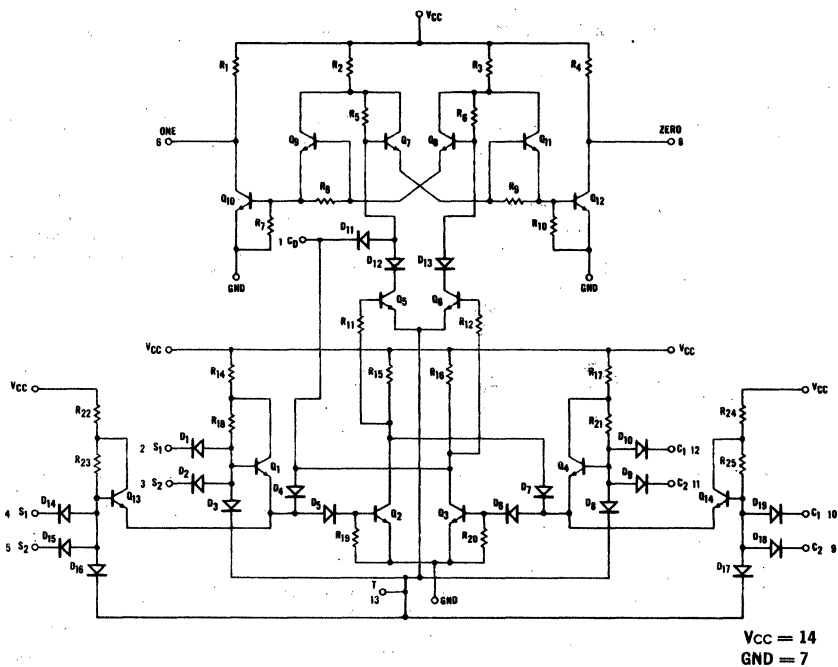 VCC
R1 R2 R3 R4
R5 R6
ONE
6
ZERO
8
Q9 Q7 Q8 Q11
Q10 R8 R9 Q12
R7 R10
D11
1 CD
GND GND
D12 D13
Q5 Q6
R11 R12
VCC VCC
R14 R15 R16 R17
VCC VCC
R22 R24
R18 R21
R23 R25
2 S1 D1 D10 C1 12
Q1 Q4
3 S2 D2 D9 C2 11
Q13 D4 D7 Q14
D3 D8
4 S1 D14 D5 Q2 Q3 D6 D19 C1 10
R19 R20
5 S2 D15 D18 C2 9
D16 D17
T
13
GND
VCC = 14
GND = 7